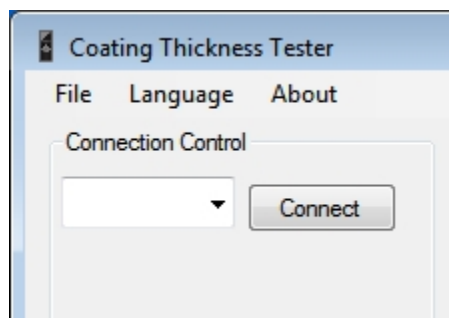 Coating Thickness Tester
File Language About
Connection Control
Connect